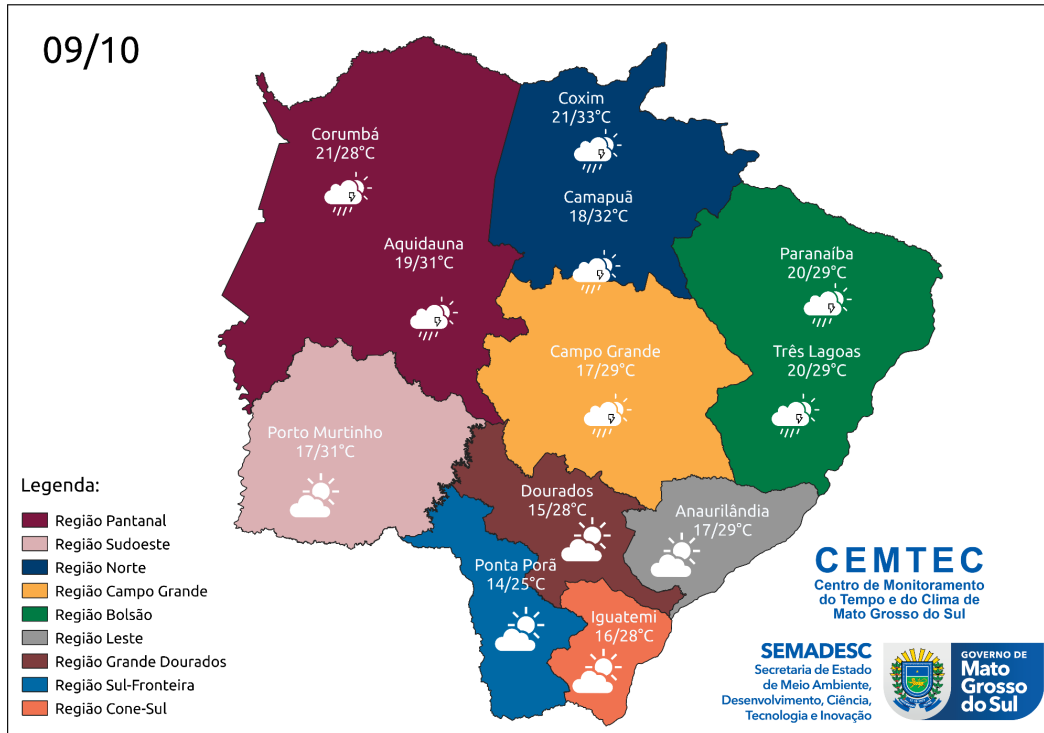 09/10
Coxim
21/33°C
Corumbá
21/28°C
Camapuã
18/32°C
Aquidauna
19/31°C
Paranaíba
20/29°C
Campo Grande
17/29°C
Três Lagoas
20/29°C
Porto Murtinho
17/31°C
Dourados
15/28°C
Anaurilândia
17/29°C
Ponta Porã
14/25°C
Iguatemi
16/28°C
Legenda:
Região Pantanal
Região Sudoeste
Região Norte
Região Campo Grande
Região Bolsão
Região Leste
Região Grande Dourados
Região Sul-Fronteira
Região Cone-Sul
CEMTEC
Centro de Monitoramento
do Tempo e do Clima de
Mato Grosso do Sul
SEMADESC
Secretaria de Estado
de Meio Ambiente,
Desenvolvimento, Ciência,
Tecnologia e Inovação
GOVERNO DE
Mato
Grosso
do Sul